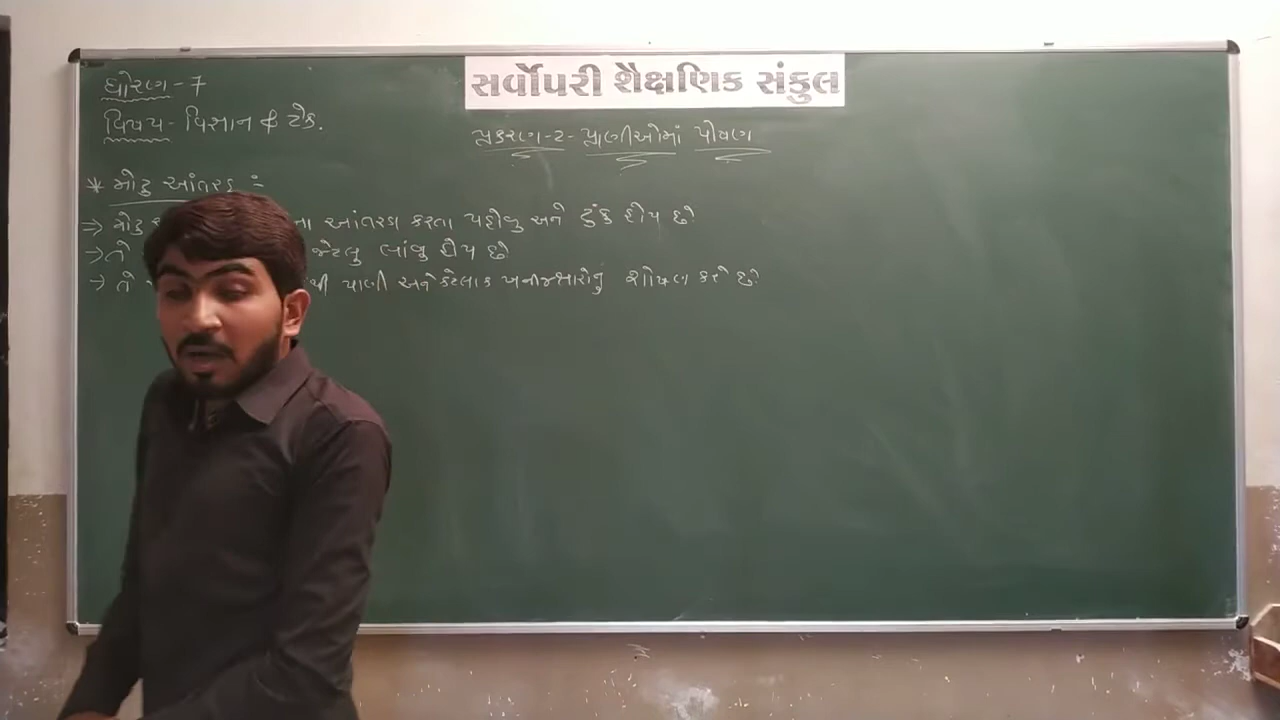 સર્વોપરી શૈક્ષણિક સંકુલ
ધોરણ - 7
વિષય - વિજ્ઞાન & ટેક.
પ્રકરણ - 2 - પ્રાણીઓમાં પોષણ
* મોટુ આંતરડુ :-
⇒ મોટુ ના આંતરડા કરતા પહોળુ અને ટુંકુ હોય છે
→ તે જેટલુ લાંબુ હોય છે
→ તે થી પાણી અને કેટલાક ખનીજક્ષારોનું શોષણ કરે છે.